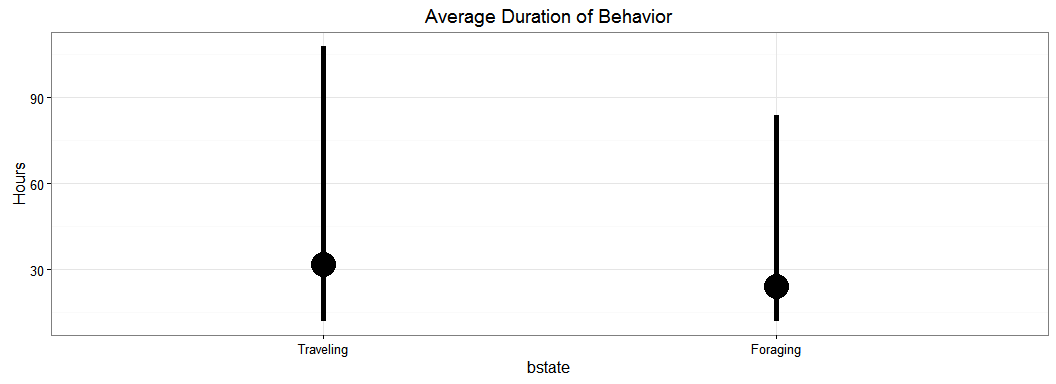 Average Duration of Behavior
Hours
90
60
30
Traveling
Foraging
bstate